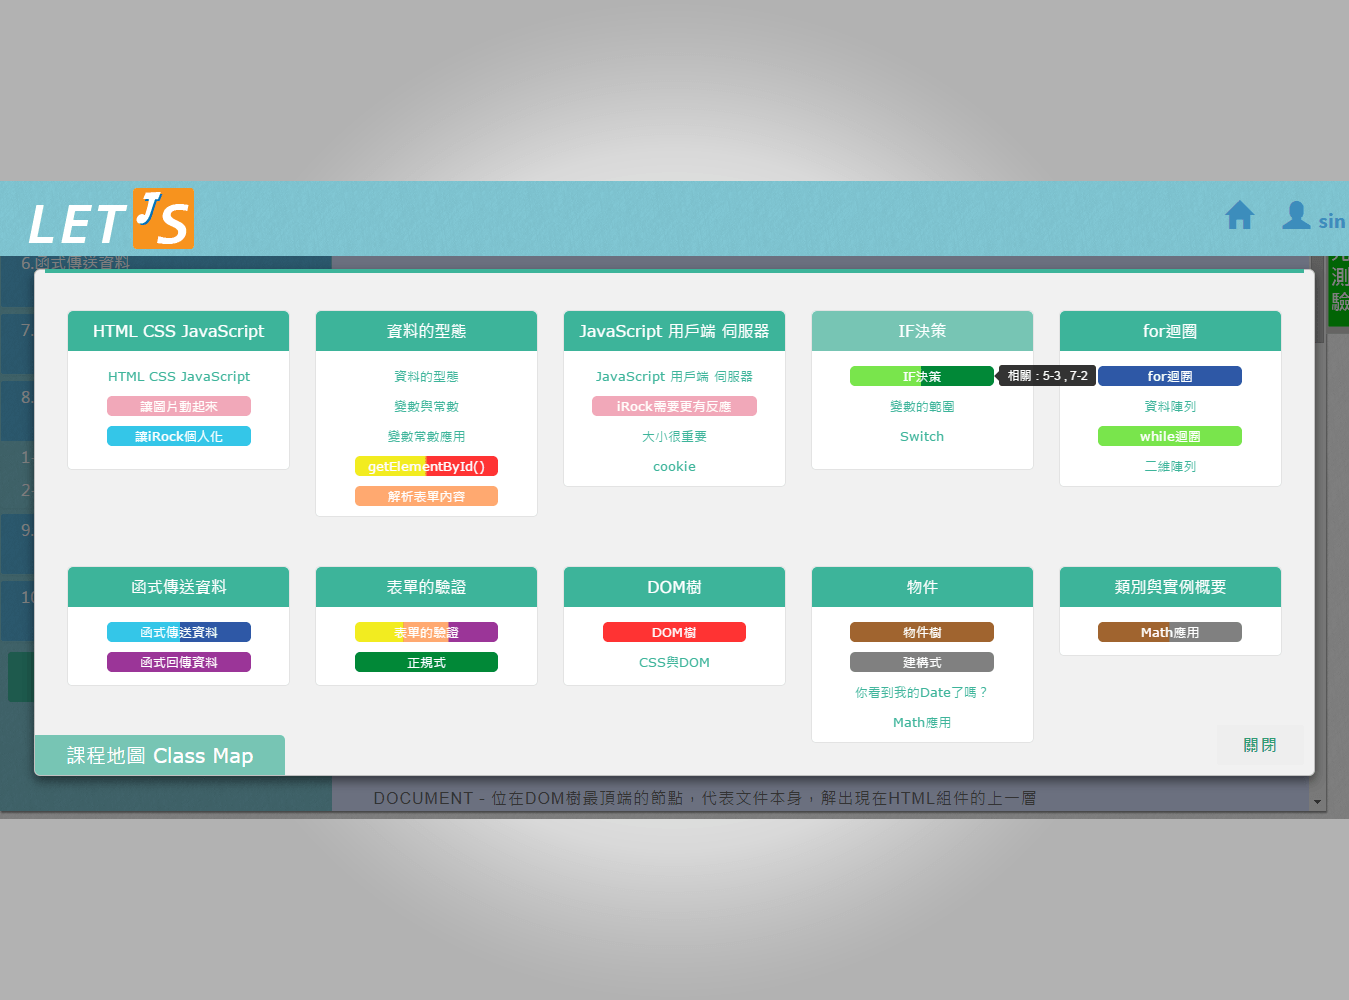 LET'S
JS
sin
6.函式傳送資料
7.
8.
1-
2-
9.
10
測
驗
HTML CSS JavaScript
HTML CSS JavaScript
讓圖片動起來
讓iRock個人化
資料的型態
資料的型態
變數與常數
變數常數應用
getElementById()
解析表單內容
JavaScript 用戶端 伺服器
JavaScript 用戶端 伺服器
iRock需要更有反應
大小很重要
cookie
IF決策
IF決策
相關 : 5-3 , 7-2
變數的範圍
Switch
for迴圈
for迴圈
資料陣列
while迴圈
二維陣列
函式傳送資料
函式傳送資料
函式回傳資料
表單的驗證
表單的驗證
正規式
DOM樹
DOM樹
CSS與DOM
物件
物件樹
建構式
你看到我的Date了嗎？
Math應用
類別與實例概要
Math應用
課程地圖 Class Map
關閉
DOCUMENT - 位在DOM樹最頂端的節點，代表文件本身，解出現在HTML組件的上一層